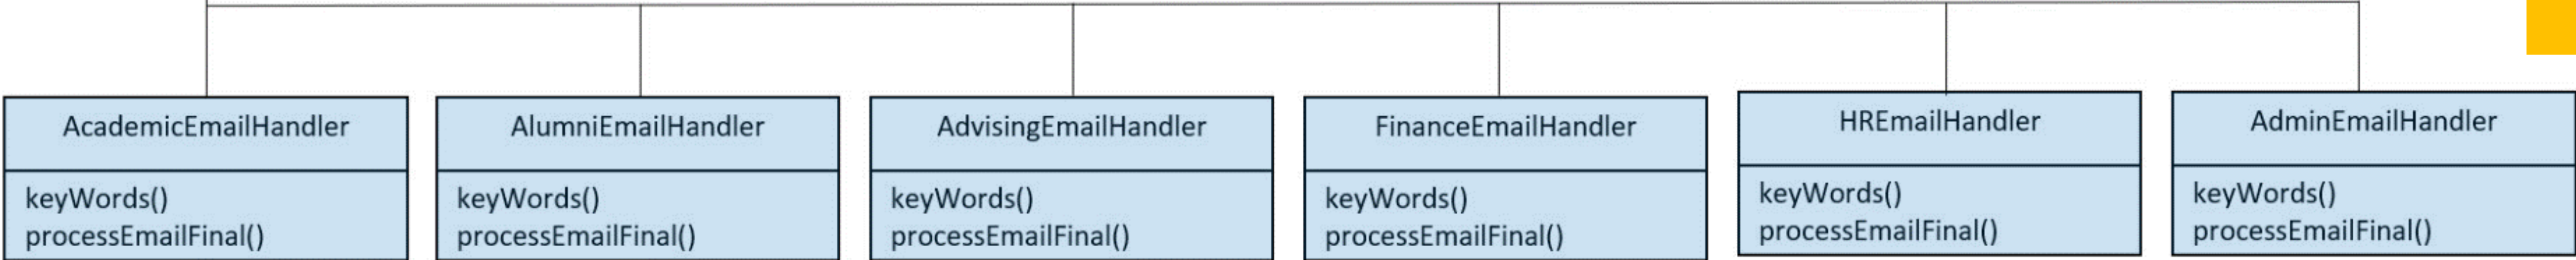 AcademicEmailHandler
keyWords()
processEmailFinal()
AlumniEmailHandler
keyWords()
processEmailFinal()
AdvisingEmailHandler
keyWords()
processEmailFinal()
FinanceEmailHandler
keyWords()
processEmailFinal()
HREmailHandler
keyWords()
processEmailFinal()
AdminEmailHandler
keyWords()
processEmailFinal()